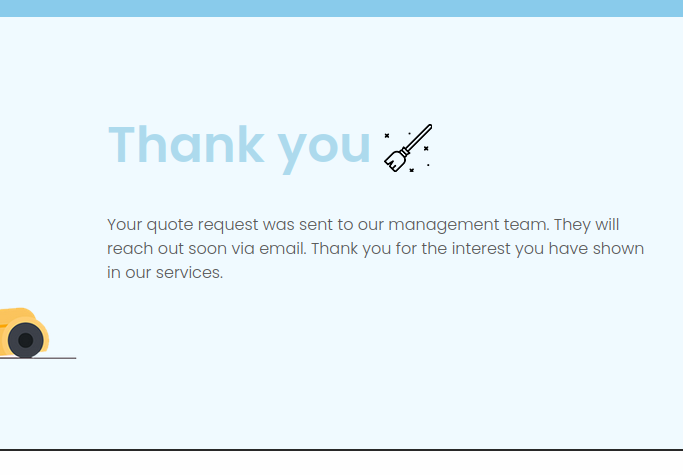 Thank you
Your quote request was sent to our management team. They will
reach out soon via email. Thank you for the interest you have shown
in our services.